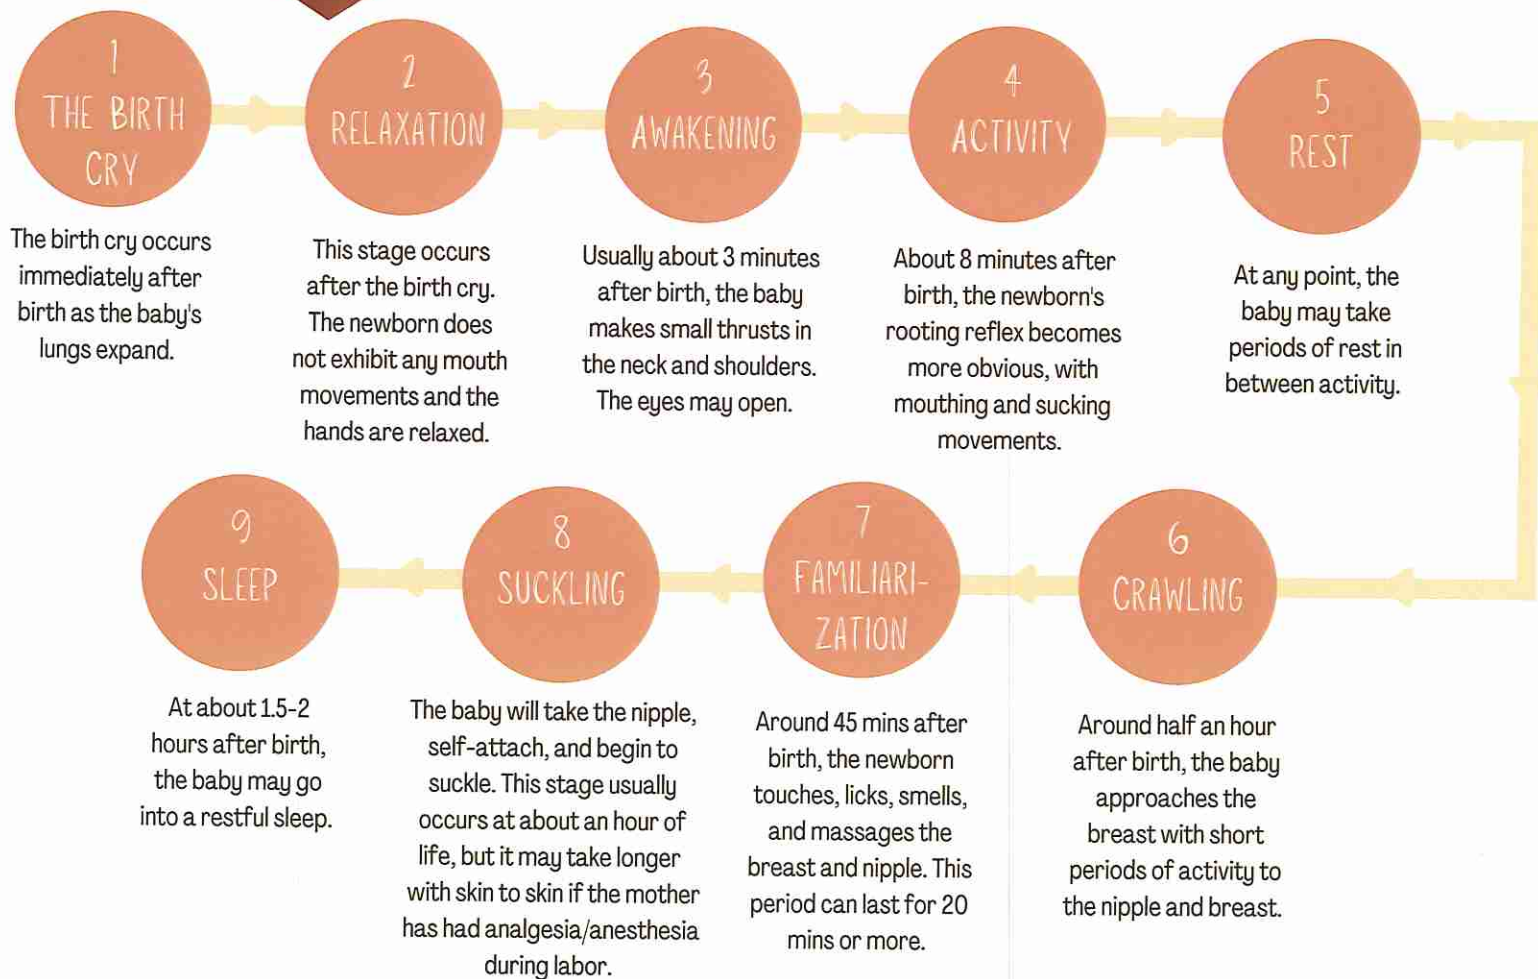 1
THE BIRTH
CRY
The birth cry occurs
immediately after
birth as the baby's
lungs expand.
2
RELAXATION
This stage occurs
after the birth cry.
The newborn does
not exhibit any mouth
movements and the
hands are relaxed.
3
AWAKENING
Usually about 3 minutes
after birth, the baby
makes small thrusts in
the neck and shoulders.
The eyes may open.
4
ACTIVITY
About 8 minutes after
birth, the newborn's
rooting reflex becomes
more obvious, with
mouthing and sucking
movements.
5
REST
At any point, the
baby may take
periods of rest in
between activity.
6
CRAWLING
Around half an hour
after birth, the baby
approaches the
breast with short
periods of activity to
the nipple and breast.
7
FAMILIARI-
ZATION
Around 45 mins after
birth, the newborn
touches, licks, smells,
and massages the
breast and nipple. This
period can last for 20
mins or more.
8
SUCKLING
The baby will take the nipple,
self-attach, and begin to
suckle. This stage usually
occurs at about an hour of
life, but it may take longer
with skin to skin if the mother
has had analgesia/anesthesia
during labor.
9
SLEEP
At about 1.5-2
hours after birth,
the baby may go
into a restful sleep.